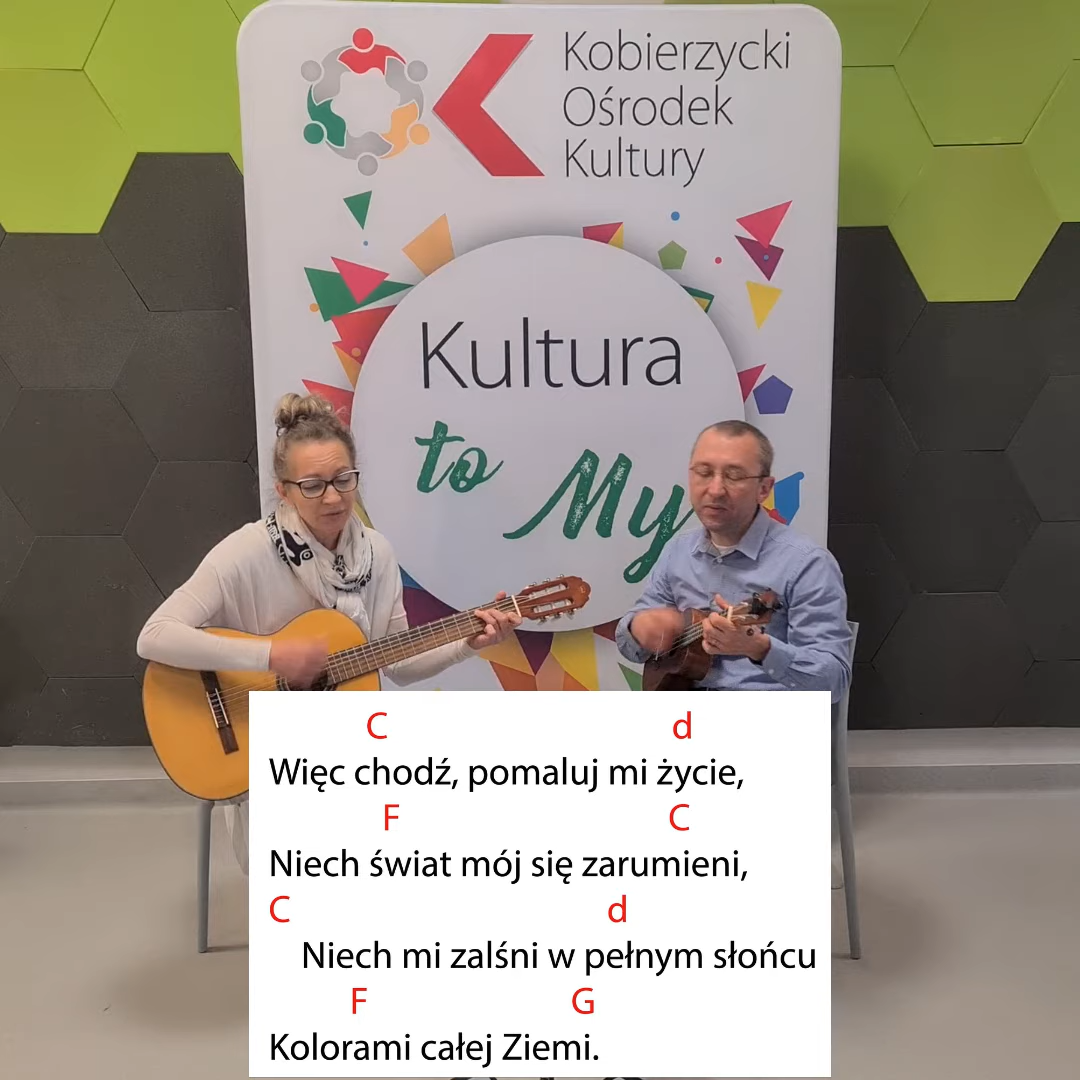 Kobierzycki
Ośrodek
Kultury
Kultura
to My
C d
Więc chodź, pomaluj mi życie,
F C
Niech świat mój się zarumieni,
C d
Niech mi zalśni w pełnym słońcu
F G
Kolorami całej Ziemi.